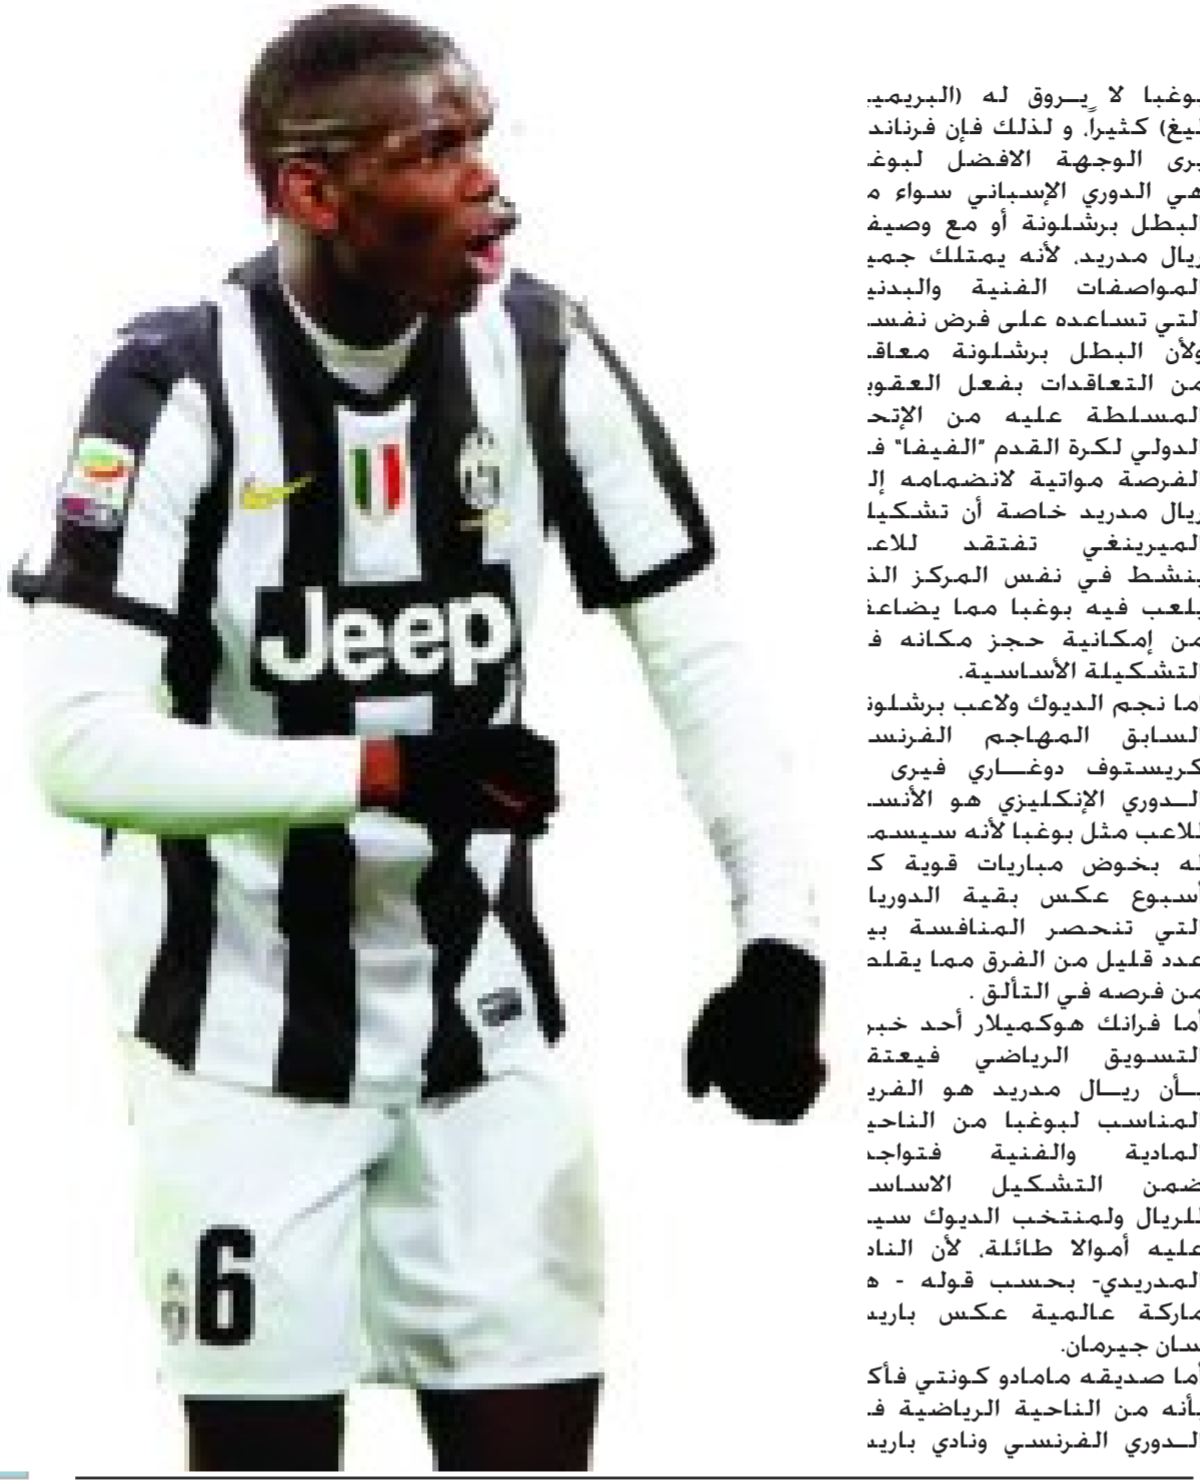 Jeep
6
بوغبا لا يروق له (البريمي
ليغ) كثيراً، و لذلك فإن فرناند
يرى الوجهة الافضل لبوغ
هي الدوري الإسباني سواء م
البطل برشلونة أو مع وصيف
ريال مدريد، لأنه يمتلك جمي
المواصفات الفنية والبدني
التي تساعده على فرض نفس
ولأن البطل برشلونة معاق
من التعاقدات بفعل العقوب
المسلطة عليه من الإتح
الدولي لكرة القدم "الفيفا" ف
الفرصة مواتية لانضمامه إل
ريال مدريد خاصة أن تشكيل
الميرينغي تفتقد للاع
ينشط في نفس المركز الذ
يلعب فيه بوغبا مما يضاعف
من إمكانية حجز مكانه ف
التشكيلة الأساسية.
اما نجم الديوك ولاعب برشلون
السابق المهاجم الفرنس
كريستوف دوغاري فيرى
الدوري الإنكليزي هو الأنس
للاعب مثل بوغبا لأنه سيسم
له بخوض مباريات قوية ك
أسبوع عكس بقية الدوريا
التي تنحصر المنافسة بي
عدد قليل من الفرق مما يقلص
من فرصه في التألق .
أما فرانك هوكميلار أحد خبر
التسويق الرياضي فيعتق
بأن ريال مدريد هو الفري
المناسب لبوغبا من الناحي
المادية والفنية فتواجد
ضمن التشكيل الاساس
للريال ولمنتخب الديوك سيد
عليه أموالا طائلة، لأن الناد
المدريدي- بحسب قوله - ه
ماركة عالمية عكس باريس
سان جيرمان.
أما صديقه مامادو كونتي فأك
بأنه من الناحية الرياضية ف
الدوري الفرنسي ونادي باريس